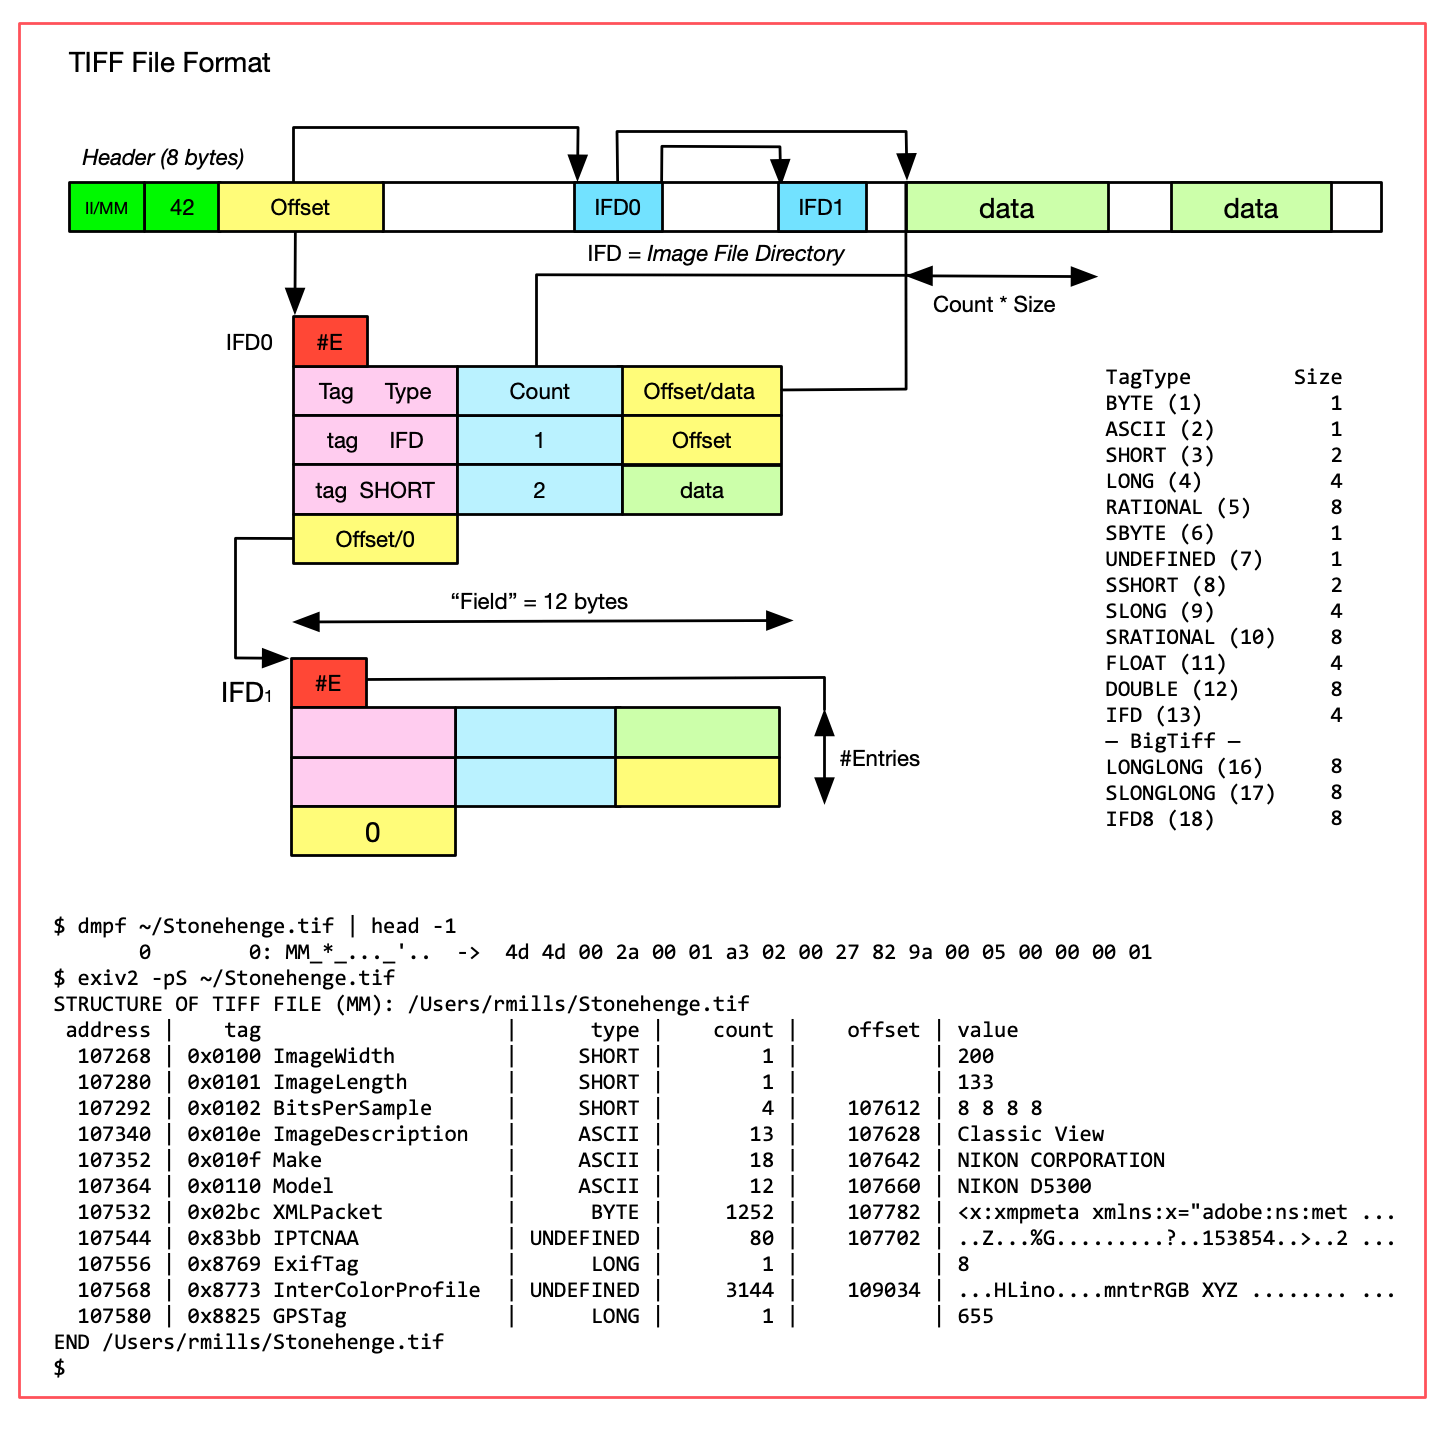 TIFF File Format
Header (8 bytes)
II/MM 42 Offset IFD0 IFD1 data data
IFD = Image File Directory
Count * Size
IFD0 #E
Tag Type Count Offset/data
tag IFD 1 Offset
tag SHORT 2 data
Offset/0
“Field” = 12 bytes
IFD1 #E
#Entries
0
TagType Size
BYTE (1) 1
ASCII (2) 1
SHORT (3) 2
LONG (4) 4
RATIONAL (5) 8
SBYTE (6) 1
UNDEFINED (7) 1
SSHORT (8) 2
SLONG (9) 4
SRATIONAL (10) 8
FLOAT (11) 4
DOUBLE (12) 8
IFD (13) 4
— BigTiff —
LONGLONG (16) 8
SLONGLONG (17) 8
IFD8 (18) 8
$ dmpf ~/Stonehenge.tif | head -1
0 0: MM_*_..._'.. -> 4d 4d 00 2a 00 01 a3 02 00 27 82 9a 00 05 00 00 00 01
$ exiv2 -pS ~/Stonehenge.tif
STRUCTURE OF TIFF FILE (MM): /Users/rmills/Stonehenge.tif
address | tag | type | count | offset | value
107268 | 0x0100 ImageWidth | SHORT | 1 | | 200
107280 | 0x0101 ImageLength | SHORT | 1 | | 133
107292 | 0x0102 BitsPerSample | SHORT | 4 | 107612 | 8 8 8 8
107340 | 0x010e ImageDescription | ASCII | 13 | 107628 | Classic View
107352 | 0x010f Make | ASCII | 18 | 107642 | NIKON CORPORATION
107364 | 0x0110 Model | ASCII | 12 | 107660 | NIKON D5300
107532 | 0x02bc XMLPacket | BYTE | 1252 | 107782 | <x:xmpmeta xmlns:x="adobe:ns:met ...
107544 | 0x83bb IPTCNAA | UNDEFINED | 80 | 107702 | ..Z...%G.........?..153854..>..2 ...
107556 | 0x8769 ExifTag | LONG | 1 | | 8
107568 | 0x8773 InterColorProfile | UNDEFINED | 3144 | 109034 | ...HLino....mntrRGB XYZ ........ ...
107580 | 0x8825 GPSTag | LONG | 1 | | 655
END /Users/rmills/Stonehenge.tif
$